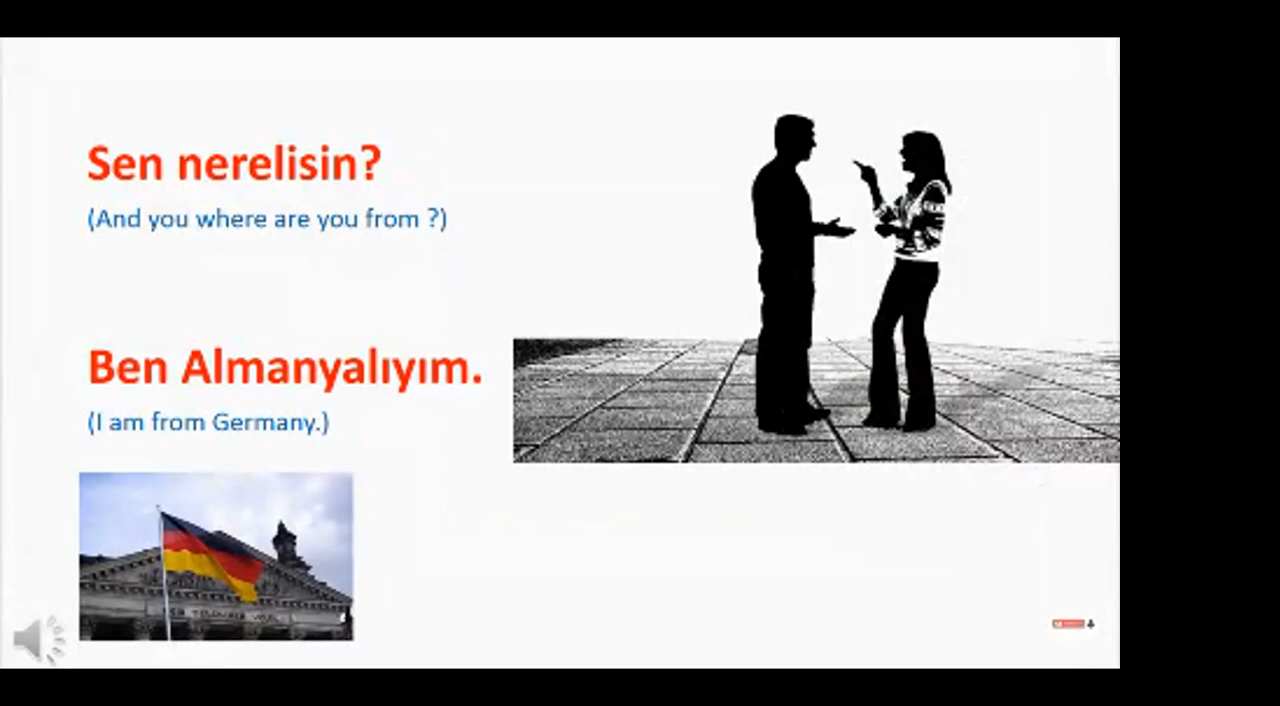 Sen nerelisin?
(And you where are you from ?)
Ben Almanyalıyım.
(I am from Germany.)